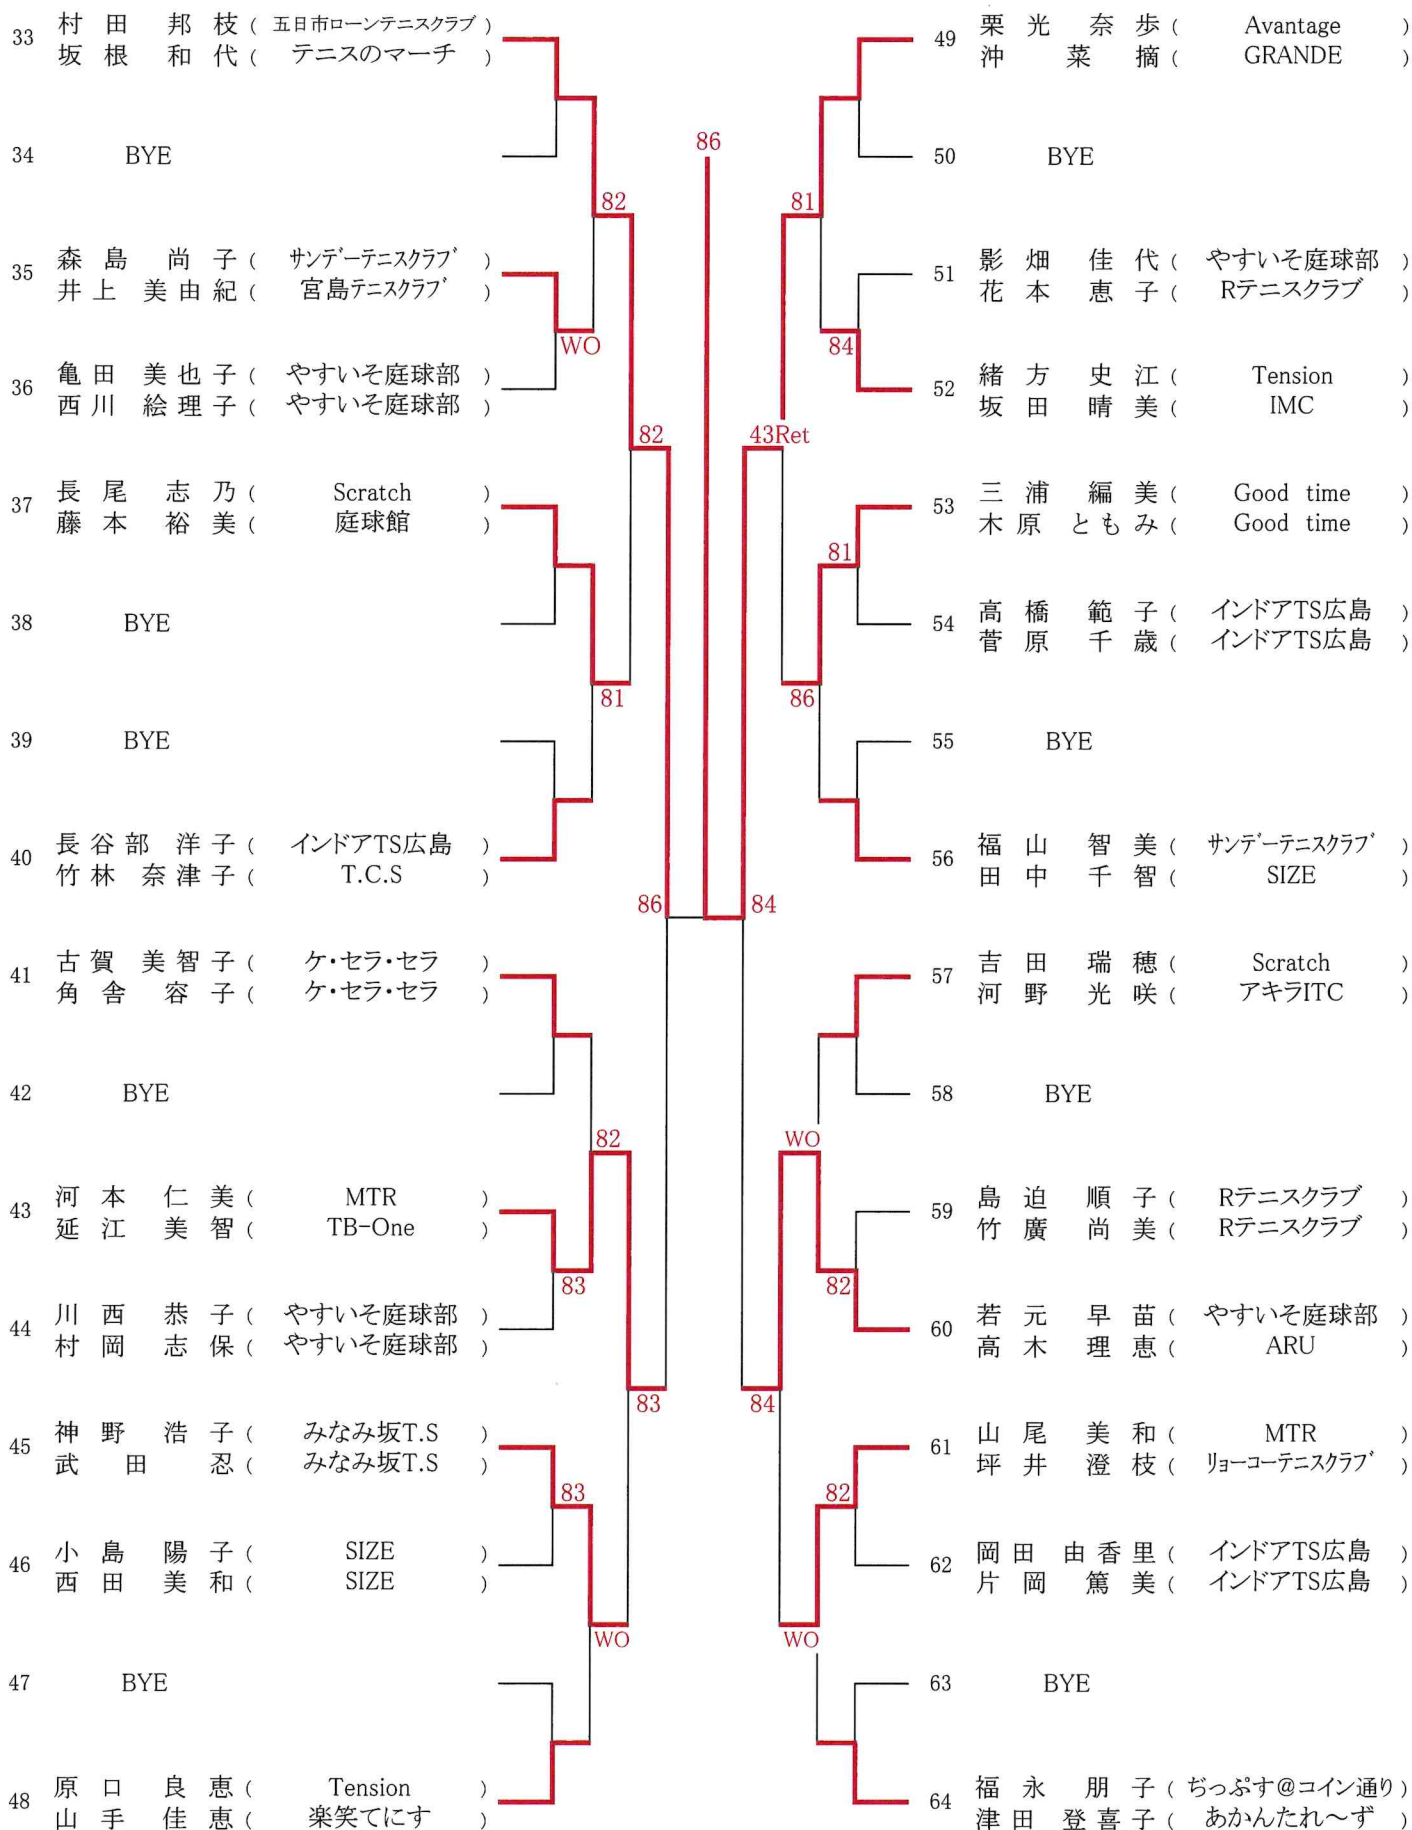 33 村田 邦枝 ( 五日市ローンテニスクラブ )
坂根 和代 ( テニスのマーチ )
34 BYE
82
35 森島 尚子 ( サンデーテニスクラブ )
井上 美由紀 ( 宮島テニスクラブ )
WO
36 亀田 美也子 ( やすいそ庭球部 )
西川 絵理子 ( やすいそ庭球部 )
82
37 長尾 志乃 ( Scratch )
藤本 裕美 ( 庭球館 )
38 BYE
81
39 BYE
40 長谷部 洋子 ( インドアTS広島 )
竹林 奈津子 ( T.C.S )
86
41 古賀 美智子 ( ケ・セラ・セラ )
角舎 容子 ( ケ・セラ・セラ )
42 BYE
82
43 河本 仁美 ( MTR )
延江 美智 ( TB-One )
83
44 川西 恭子 ( やすいそ庭球部 )
村岡 志保 ( やすいそ庭球部 )
83
45 神野 浩子 ( みなみ坂T.S )
武田 忍 ( みなみ坂T.S )
83
46 小島 陽子 ( SIZE )
西田 美和 ( SIZE )
WO
47 BYE
48 原口 良恵 ( Tension )
山手 佳恵 ( 楽笑てにす )
86
49 栗光 奈歩 ( Avantage )
沖 菜摘 ( GRANDE )
50 BYE
81
51 影畑 佳代 ( やすいそ庭球部 )
花本 恵子 ( Rテニスクラブ )
84
52 緒方 史江 ( Tension )
坂田 晴美 ( IMC )
43Ret
53 三浦 編美 ( Good time )
木原 ともみ ( Good time )
81
54 高橋 範子 ( インドアTS広島 )
菅原 千歳 ( インドアTS広島 )
86
55 BYE
56 福山 智美 ( サンデーテニスクラブ )
田中 千智 ( SIZE )
84
57 吉田 瑞穂 ( Scratch )
河野 光咲 ( アキラITC )
58 BYE
WO
59 島迫 順子 ( Rテニスクラブ )
竹廣 尚美 ( Rテニスクラブ )
82
60 若元 早苗 ( やすいそ庭球部 )
高木 理恵 ( ARU )
84
61 山尾 美和 ( MTR )
坪井 澄枝 ( リョーコーテニスクラブ )
82
62 岡田 由香里 ( インドアTS広島 )
片岡 篤美 ( インドアTS広島 )
WO
63 BYE
64 福永 朋子 ( ぢっぷす@コイン通り )
津田 登喜子 ( あかんたれ～ず )